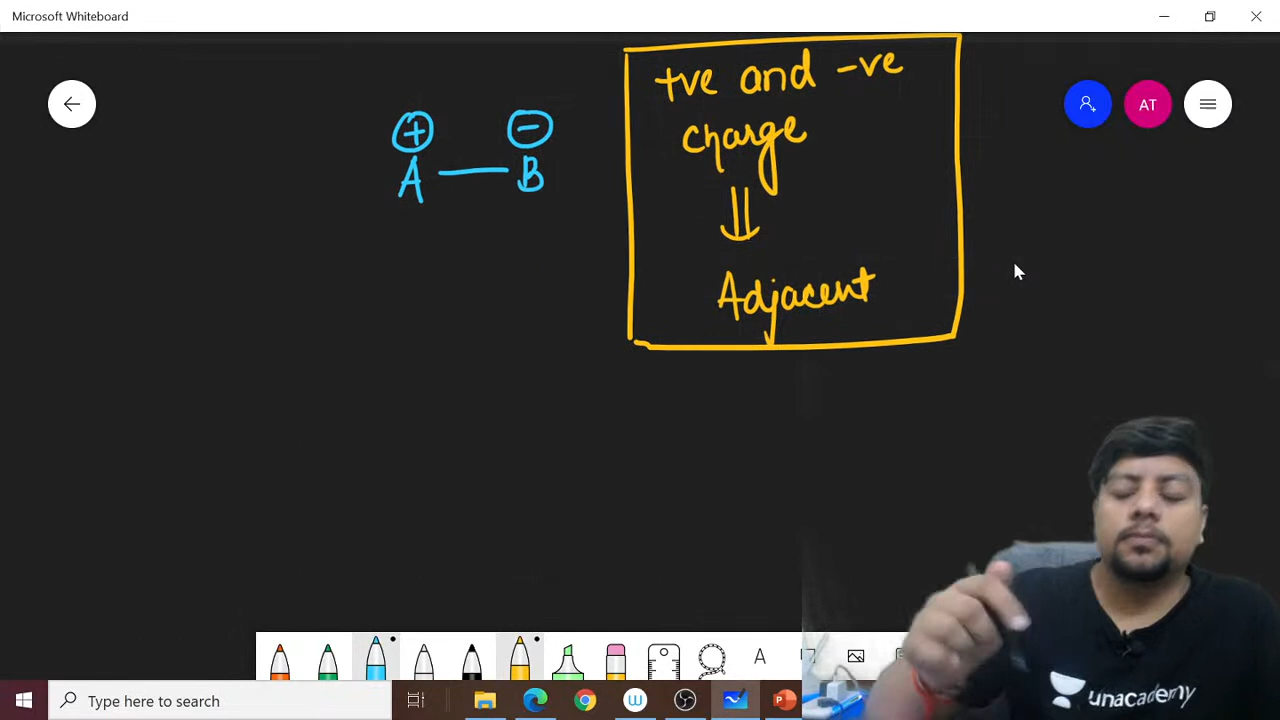 Microsoft Whiteboard
+ve and -ve
charge
⊕ ⊖
A — B
⇓
Adjacent
AT
A
unacademy
Type here to search